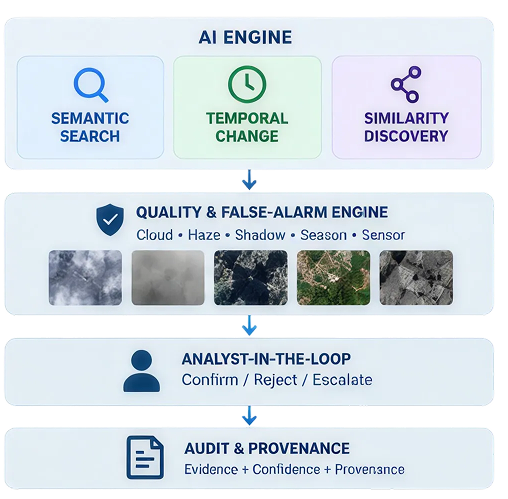 AI ENGINE
SEMANTIC
SEARCH
TEMPORAL
CHANGE
SIMILARITY
DISCOVERY
QUALITY & FALSE-ALARM ENGINE
Cloud • Haze • Shadow • Season • Sensor
ANALYST-IN-THE-LOOP
Confirm / Reject / Escalate
AUDIT & PROVENANCE
Evidence + Confidence + Provenance